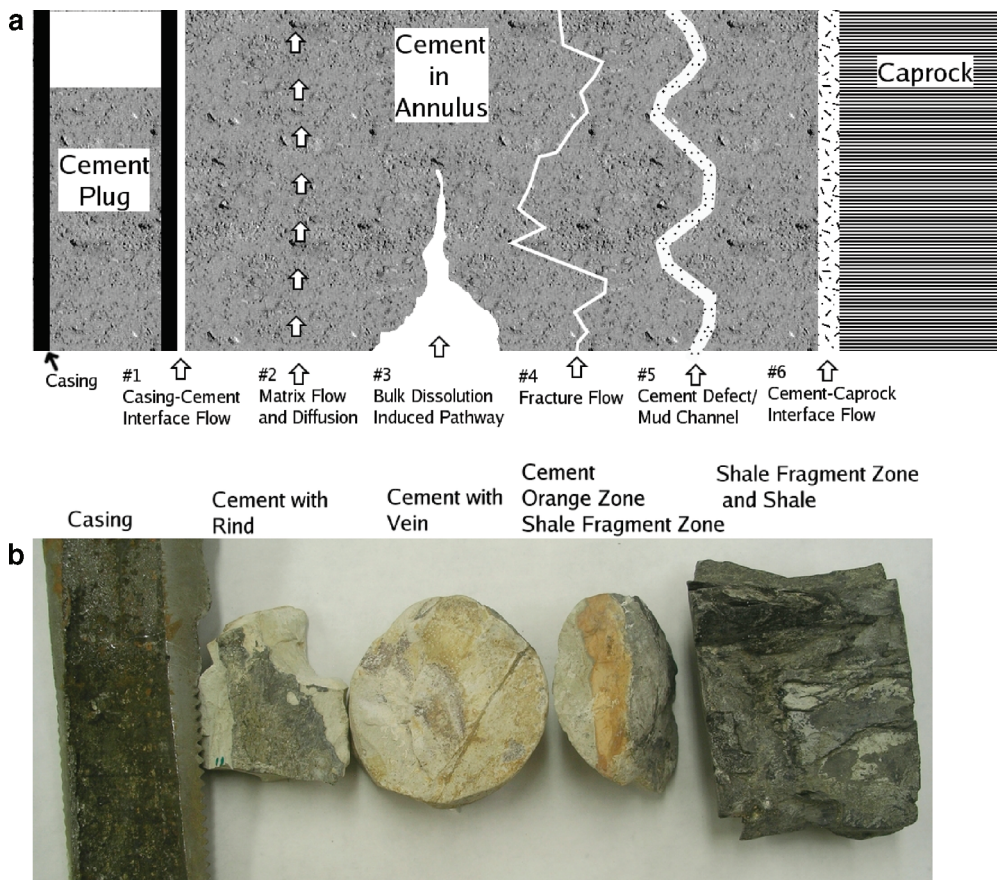 a
Cement
Plug
Cement
in
Annulus
Caprock
Casing
#1
Casing-Cement
Interface Flow
#2
Matrix Flow
and Diffusion
#3
Bulk Dissolution
Induced Pathway
#4
Fracture Flow
#5
Cement Defect/
Mud Channel
#6
Cement-Caprock
Interface Flow
Casing
Cement with
Rind
Cement with
Vein
Cement
Orange Zone
Shale Fragment Zone
Shale Fragment Zone
and Shale
b